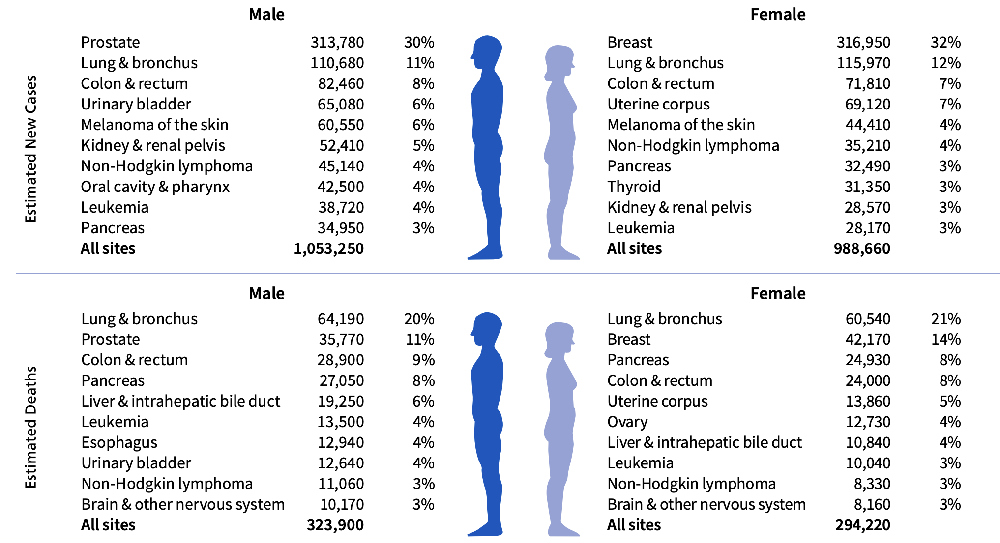 Male
Female
Estimated New Cases
Prostate 313,780 30%
Lung & bronchus 110,680 11%
Colon & rectum 82,460 8%
Urinary bladder 65,080 6%
Melanoma of the skin 60,550 6%
Kidney & renal pelvis 52,410 5%
Non-Hodgkin lymphoma 45,140 4%
Oral cavity & pharynx 42,500 4%
Leukemia 38,720 4%
Pancreas 34,950 3%
All sites 1,053,250
Breast 316,950 32%
Lung & bronchus 115,970 12%
Colon & rectum 71,810 7%
Uterine corpus 69,120 7%
Melanoma of the skin 44,410 4%
Non-Hodgkin lymphoma 35,210 4%
Pancreas 32,490 3%
Thyroid 31,350 3%
Kidney & renal pelvis 28,570 3%
Leukemia 28,170 3%
All sites 988,660
Male
Female
Estimated Deaths
Lung & bronchus 64,190 20%
Prostate 35,770 11%
Colon & rectum 28,900 9%
Pancreas 27,050 8%
Liver & intrahepatic bile duct 19,250 6%
Leukemia 13,500 4%
Esophagus 12,940 4%
Urinary bladder 12,640 4%
Non-Hodgkin lymphoma 11,060 3%
Brain & other nervous system 10,170 3%
All sites 323,900
Lung & bronchus 60,540 21%
Breast 42,170 14%
Pancreas 24,930 8%
Colon & rectum 24,000 8%
Uterine corpus 13,860 5%
Ovary 12,730 4%
Liver & intrahepatic bile duct 10,840 4%
Leukemia 10,040 3%
Non-Hodgkin lymphoma 8,330 3%
Brain & other nervous system 8,160 3%
All sites 294,220